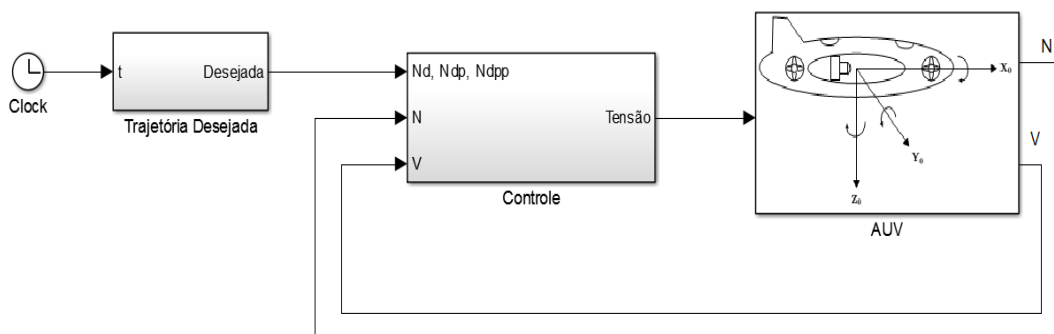 Clock
t
Desejada
Trajetória Desejada
Nd, Ndp, Ndpp
N
V
Tensão
Controle
X₀
Y₀
Z₀
AUV
N
V